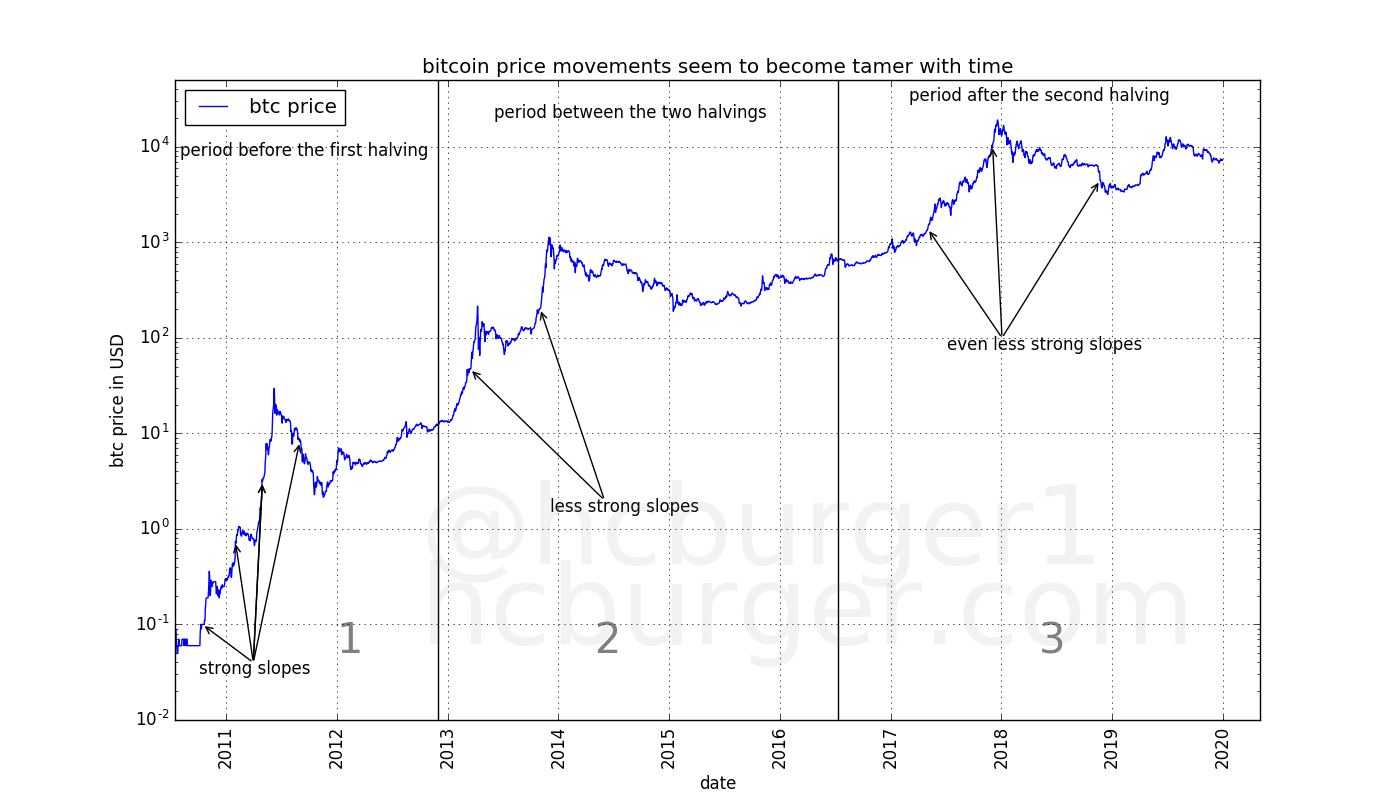 bitcoin price movements seem to become tamer with time
btc price
period before the first halving
period between the two halvings
period after the second halving
10^4
10^3
10^2
10^1
10^0
10^-1
10^-2
btc price in USD
even less strong slopes
less strong slopes
strong slopes
@hcburger1
hcburger.com
1
2
3
2011
2012
2013
2014
2015
2016
2017
2018
2019
2020
date